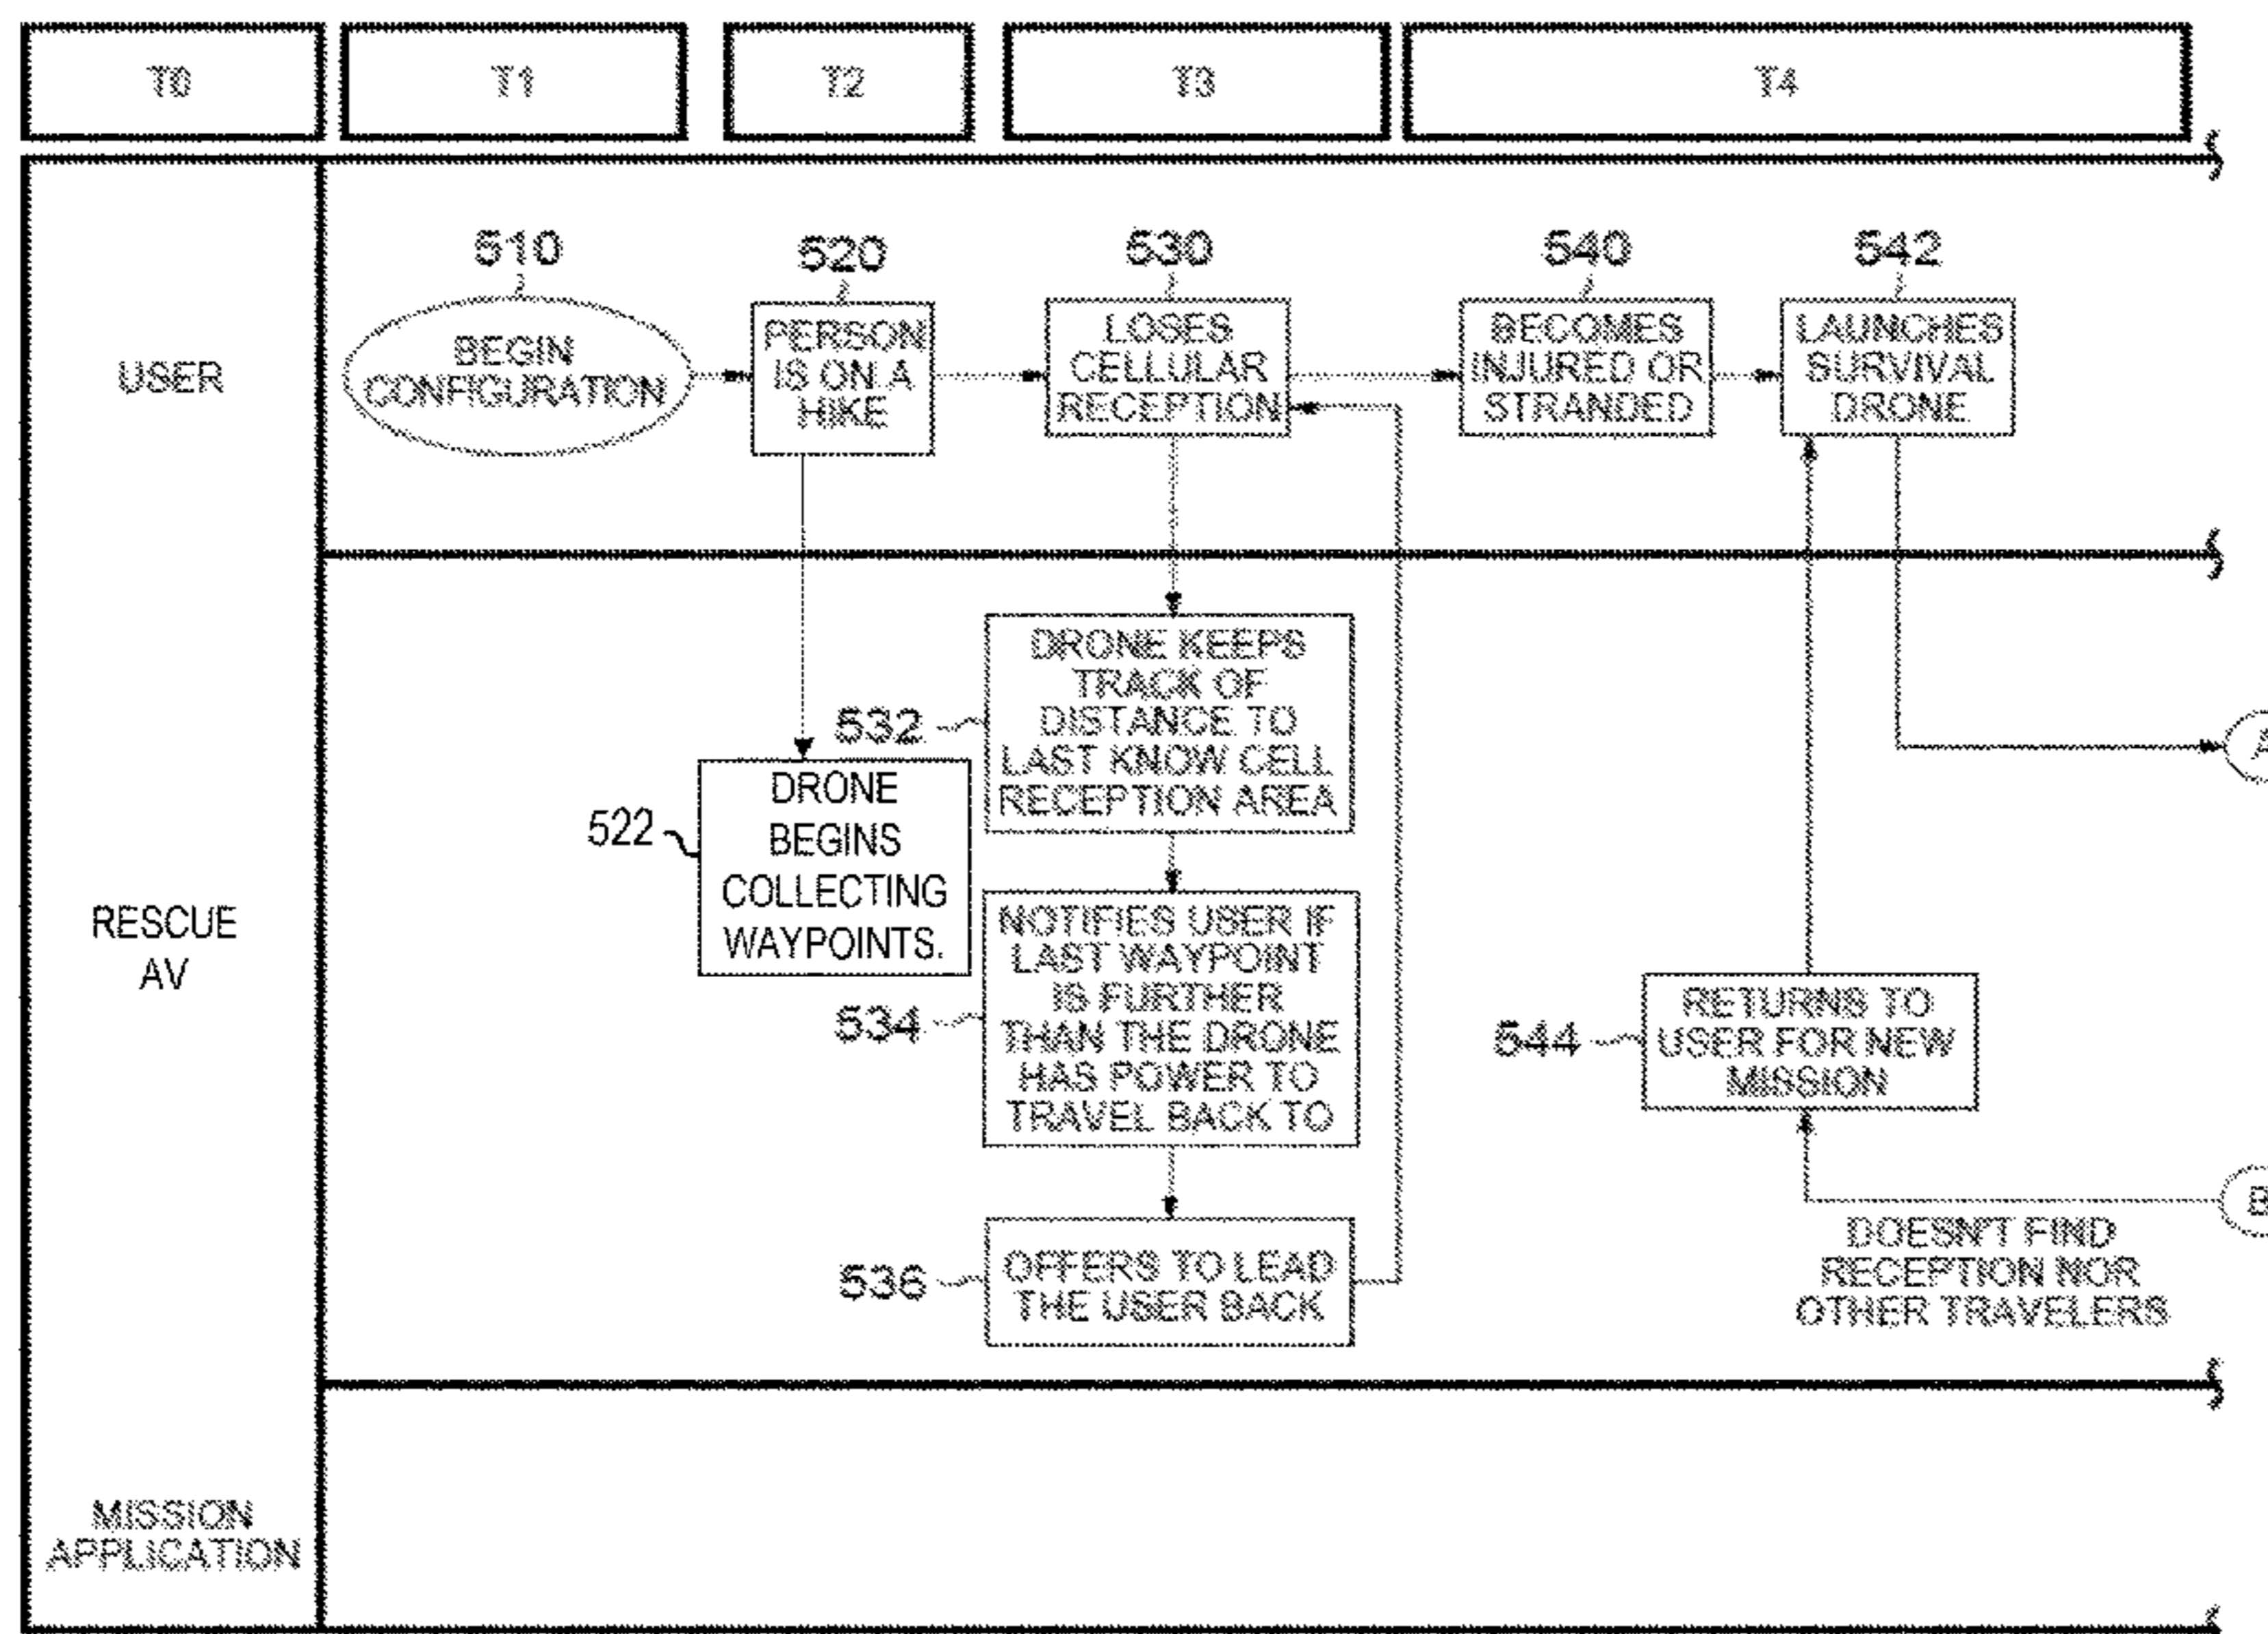 T0
T1
T2
T3
T4
USER
510
BEGIN
CONFIGURATION
520
PERSON
IS ON A
HIKE
530
LOSES
CELLULAR
RECEPTION
540
BECOMES
INJURED OR
STRANDED
542
LAUNCHES
SURVIVAL
DRONE
RESCUE
AV
522
DRONE
BEGINS
COLLECTING
WAYPOINTS.
532
DRONE KEEPS
TRACK OF
DISTANCE TO
LAST KNOW CELL
RECEPTION AREA
534
NOTIFIES USER IF
LAST WAYPOINT
IS FURTHER
THAN THE DRONE
HAS POWER TO
TRAVEL BACK TO
536
OFFERS TO LEAD
THE USER BACK
A
544
RETURNS TO
USER FOR NEW
MISSION
B
DOESN'T FIND
RECEPTION NOR
OTHER TRAVELERS
MISSION
APPLICATION